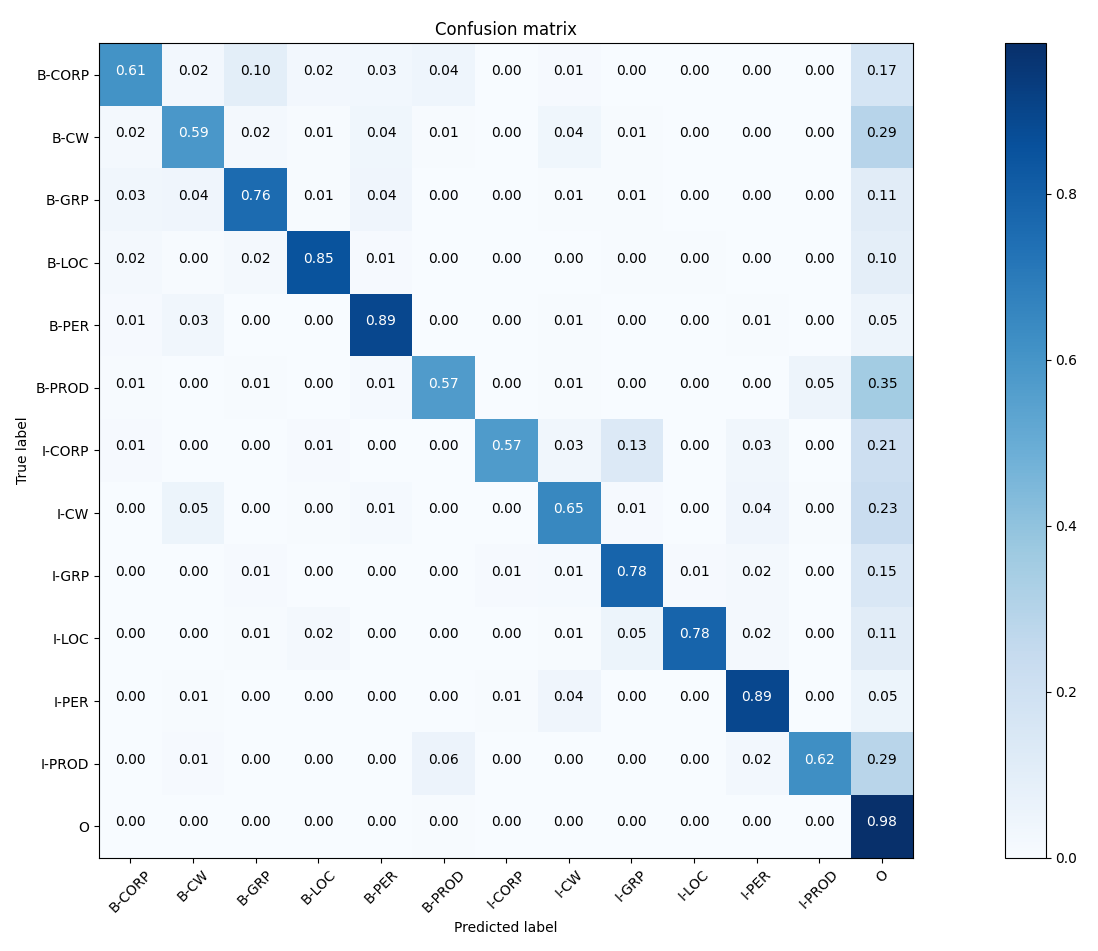 Confusion matrix
B-CORP 0.61 0.02 0.10 0.02 0.03 0.04 0.00 0.01 0.00 0.00 0.00 0.00 0.17
B-CW 0.02 0.59 0.02 0.01 0.04 0.01 0.00 0.04 0.01 0.00 0.00 0.00 0.29
B-GRP 0.03 0.04 0.76 0.01 0.04 0.00 0.00 0.01 0.01 0.00 0.00 0.00 0.11
B-LOC 0.02 0.00 0.02 0.85 0.01 0.00 0.00 0.00 0.00 0.00 0.00 0.00 0.10
B-PER 0.01 0.03 0.00 0.00 0.89 0.00 0.00 0.01 0.00 0.00 0.01 0.00 0.05
B-PROD 0.01 0.00 0.01 0.00 0.01 0.57 0.00 0.01 0.00 0.00 0.00 0.05 0.35
I-CORP 0.01 0.00 0.00 0.01 0.00 0.00 0.57 0.03 0.13 0.00 0.03 0.00 0.21
I-CW 0.00 0.05 0.00 0.00 0.01 0.00 0.00 0.65 0.01 0.00 0.04 0.00 0.23
I-GRP 0.00 0.00 0.01 0.00 0.00 0.00 0.01 0.01 0.78 0.01 0.02 0.00 0.15
I-LOC 0.00 0.00 0.01 0.02 0.00 0.00 0.00 0.01 0.05 0.78 0.02 0.00 0.11
I-PER 0.00 0.01 0.00 0.00 0.00 0.00 0.01 0.04 0.00 0.00 0.89 0.00 0.05
I-PROD 0.00 0.01 0.00 0.00 0.00 0.06 0.00 0.00 0.00 0.00 0.02 0.62 0.29
O 0.00 0.00 0.00 0.00 0.00 0.00 0.00 0.00 0.00 0.00 0.00 0.00 0.98
B-CORP B-CW B-GRP B-LOC B-PER B-PROD I-CORP I-CW I-GRP I-LOC I-PER I-PROD O
Predicted label
True label
0.8
0.6
0.4
0.2
0.0